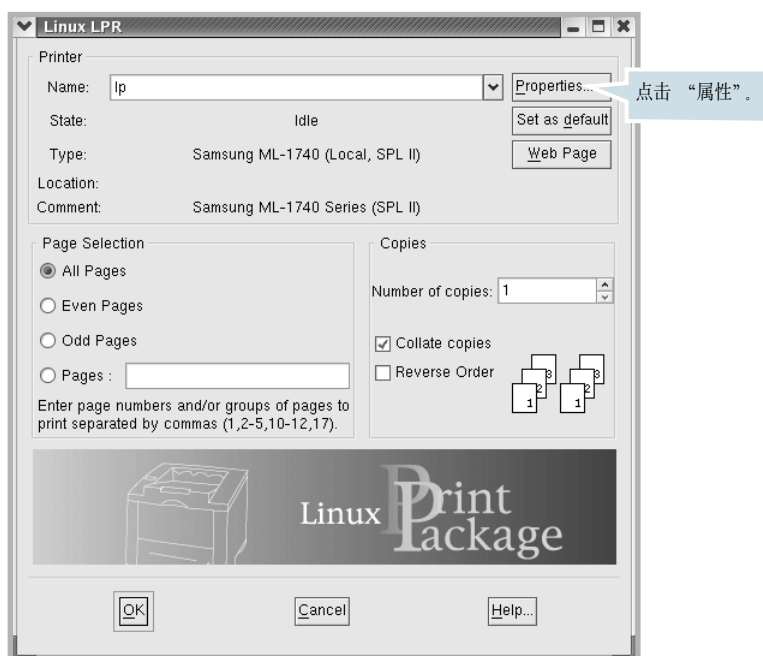 Linux LPR
Printer
Name: lp Properties...
点击 “属性”。
State: Idle Set as default
Type: Samsung ML-1740 (Local, SPL II) Web Page
Location:
Comment: Samsung ML-1740 Series (SPL II)
Page Selection
All Pages
Even Pages
Odd Pages
Pages :
Enter page numbers and/or groups of pages to
print separated by commas (1,2-5,10-12,17).
Copies
Number of copies: 1
Collate copies
Reverse Order
1 2 3 1 2 3
Linux Print
Package
OK Cancel Help...